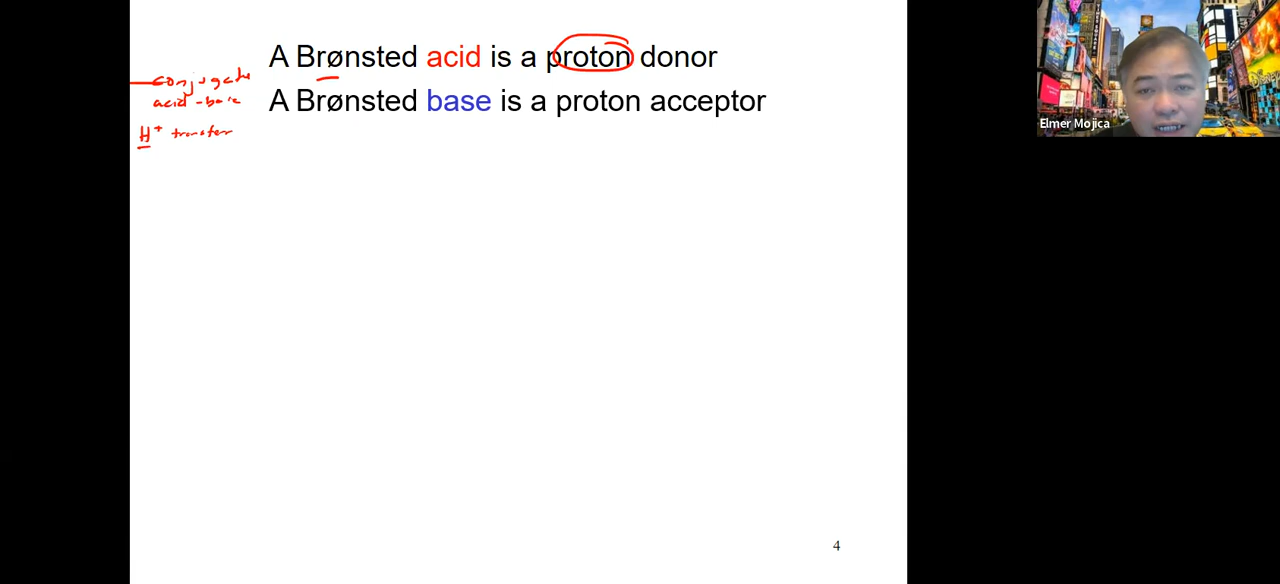 A Brønsted acid is a proton donor
A Brønsted base is a proton acceptor
conjugate
acid-base
H+ transfer
Elmer Mojica
4